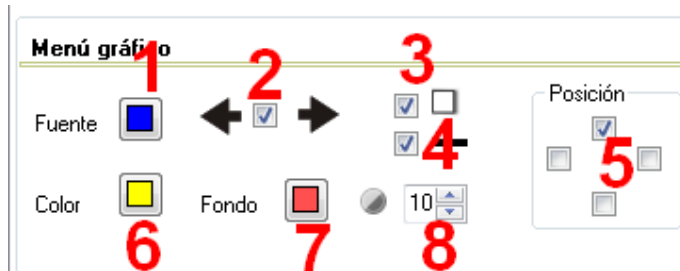 Menú gráfico
1 2 3
Fuente
4
Posición
5
Color
Fondo
10
6 7 8